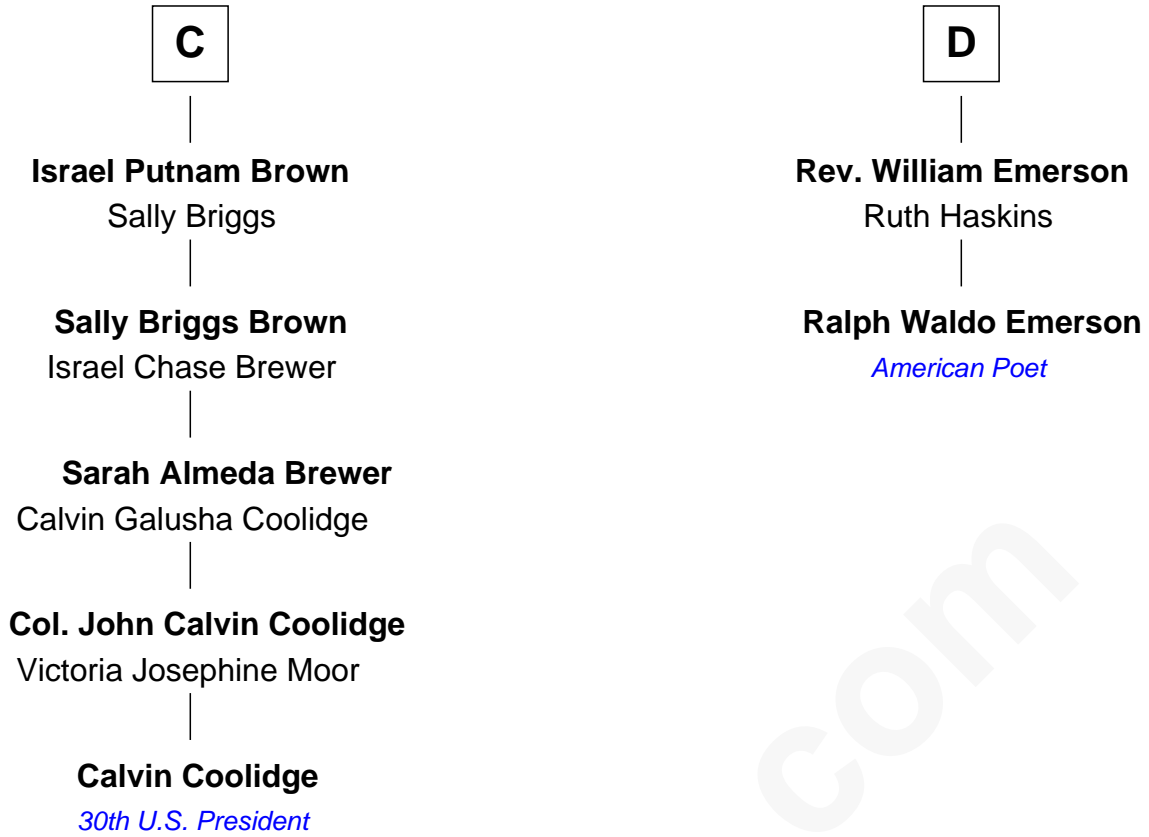 C
Israel Putnam Brown
Sally Briggs
Sally Briggs Brown
Israel Chase Brewer
Sarah Almeda Brewer
Calvin Galusha Coolidge
Col. John Calvin Coolidge
Victoria Josephine Moor
Calvin Coolidge
30th U.S. President
D
Rev. William Emerson
Ruth Haskins
Ralph Waldo Emerson
American Poet
com